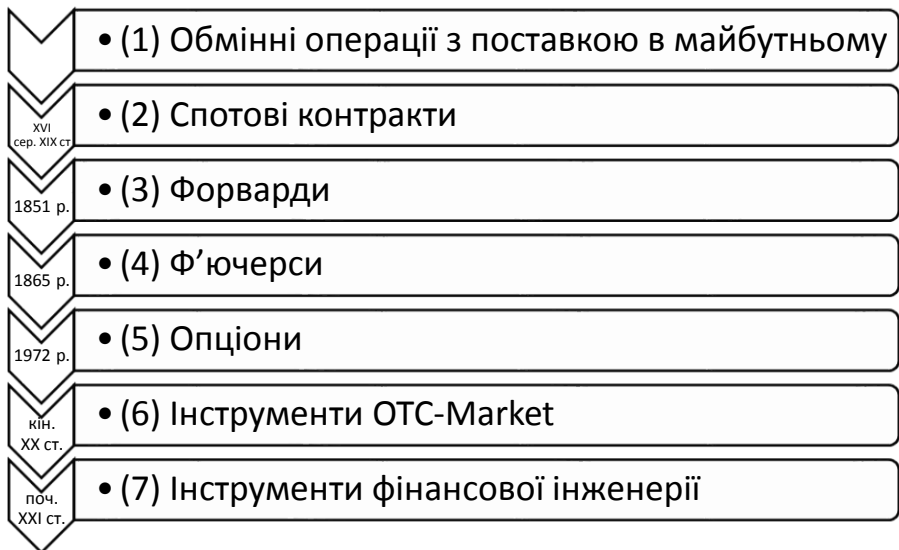 • (1) Обмінні операції з поставкою в майбутньому
XVI
сер. XIX ст
• (2) Спотові контракти
1851 р.
• (3) Форварди
1865 р.
• (4) Ф’ючерси
1972 р.
• (5) Опціони
кін.
XX ст.
• (6) Інструменти OTC-Market
поч.
XXI ст.
• (7) Інструменти фінансової інженерії